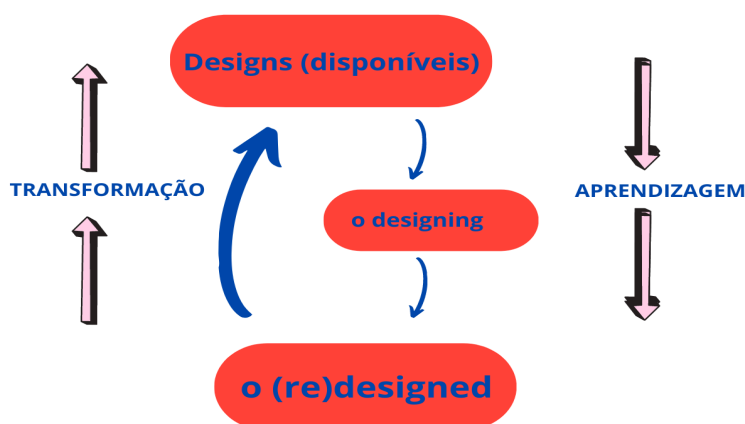 Designs (disponíveis)
TRANSFORMAÇÃO
o designing
APRENDIZAGEM
o (re)designed